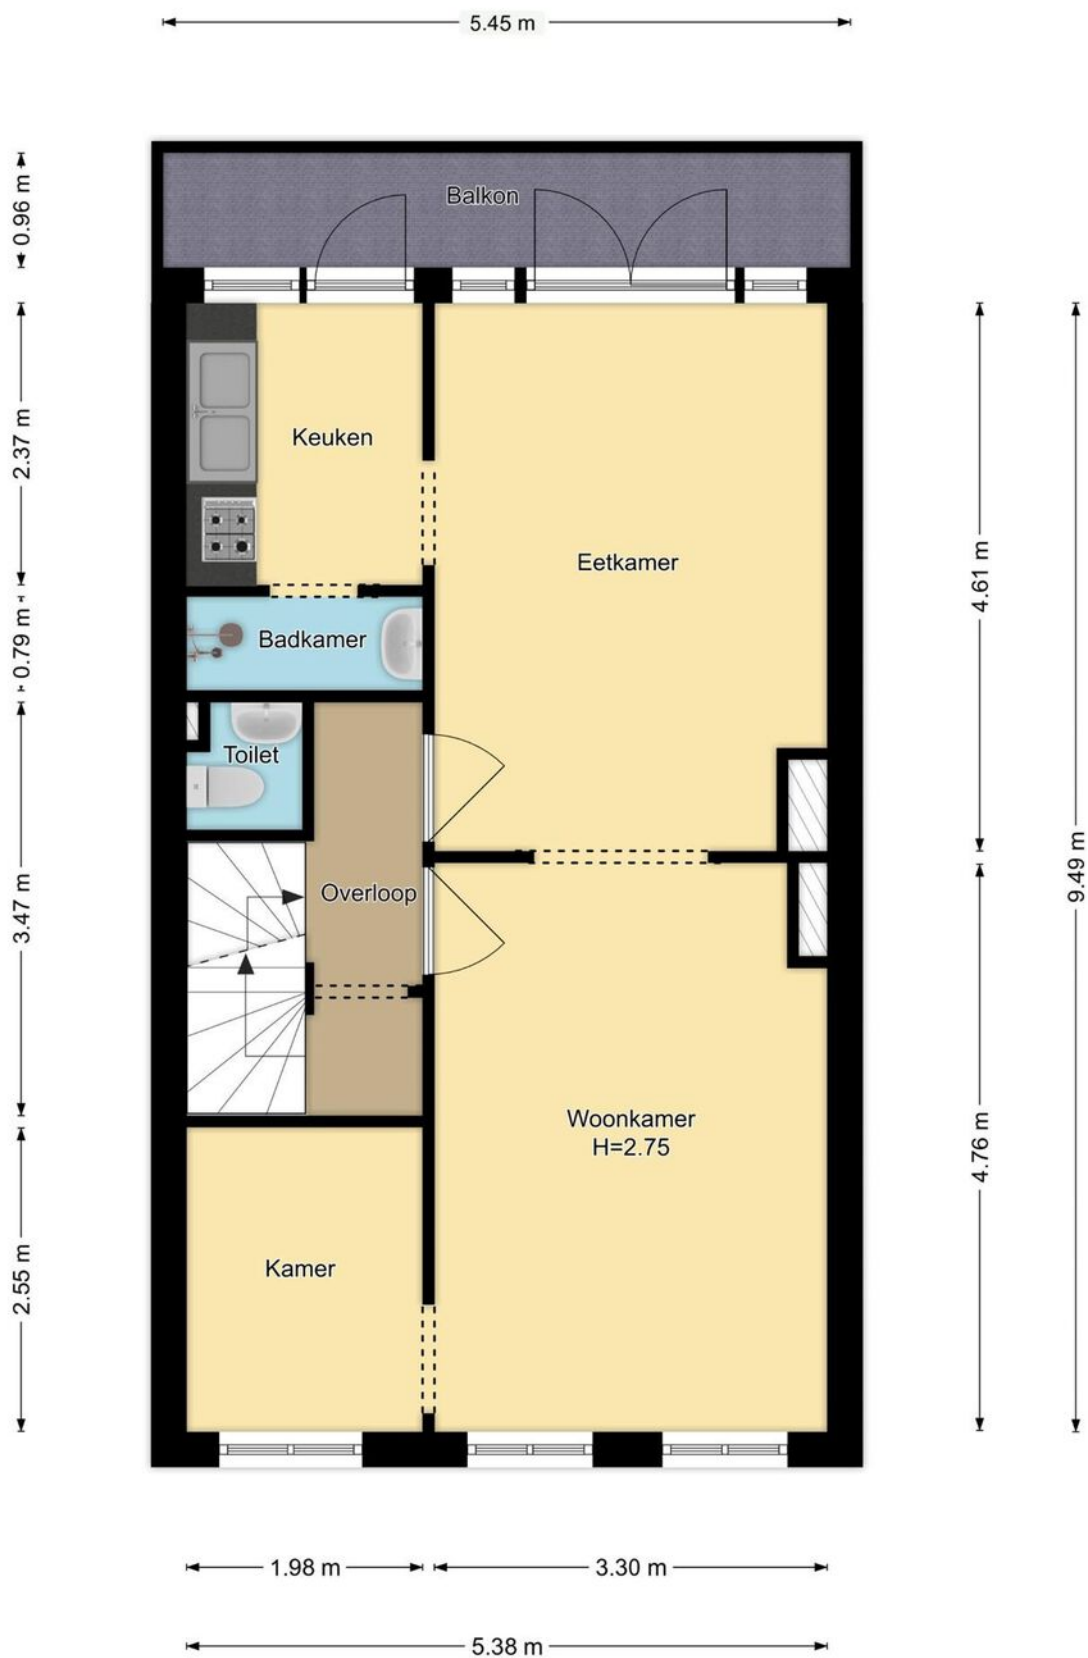 5.45 m
0.96 m
Balkon
2.37 m
Keuken
Eetkamer
4.61 m
0.79 m
Badkamer
Toilet
3.47 m
Overloop
9.49 m
Woonkamer
H=2.75
4.76 m
2.55 m
Kamer
1.98 m
3.30 m
5.38 m